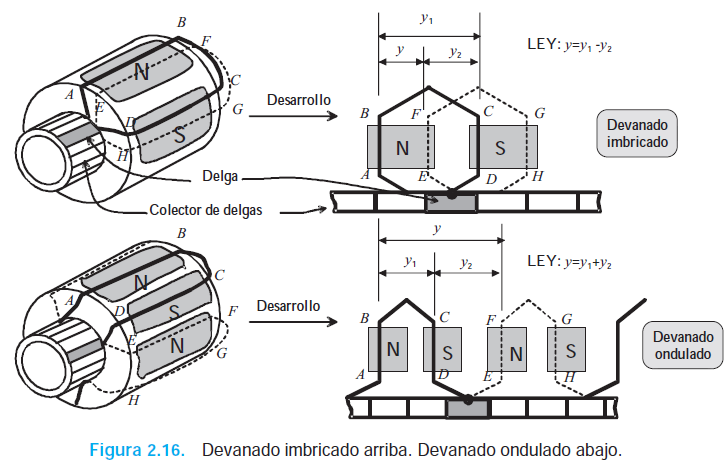 B
F
N
A
C
E
D
G
S
H
Desarrollo
Delga
Colector de delgas
y1
y
y2
LEY: y=y1 -y2
B
F
C
G
N
S
A
E
D
H
Devanado
imbricado
B
N
C
A
D
S
F
E
N
G
H
Desarrollo
y
y1
y2
LEY: y=y1+y2
B
C
F
G
N
S
N
S
A
D
E
H
Devanado
ondulado
Figura 2.16. Devanado imbricado arriba. Devanado ondulado abajo.